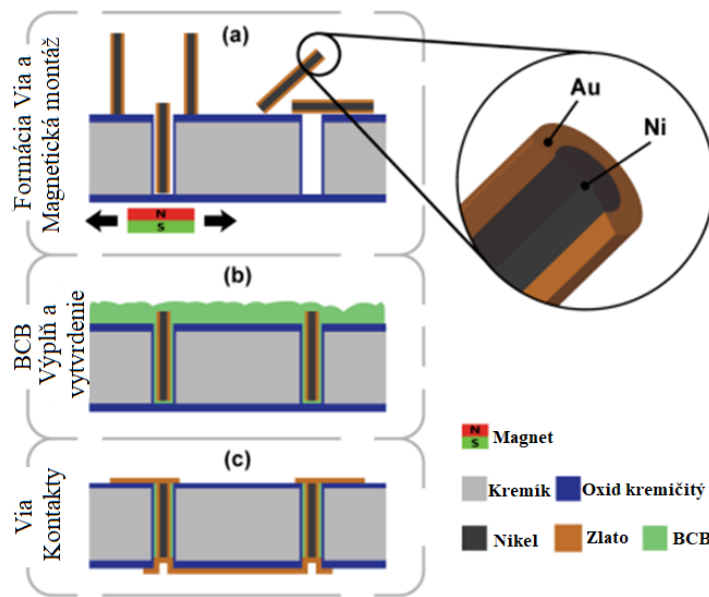 (a)
Formácia Via a
Magnetická montáž
N
S
Au
Ni
(b)
BCB
Výplň a
vytvrdenie
(c)
Via
Kontakty
N
S
Magnet
Kremík
Oxid kremičitý
Nikel
Zlato
BCB